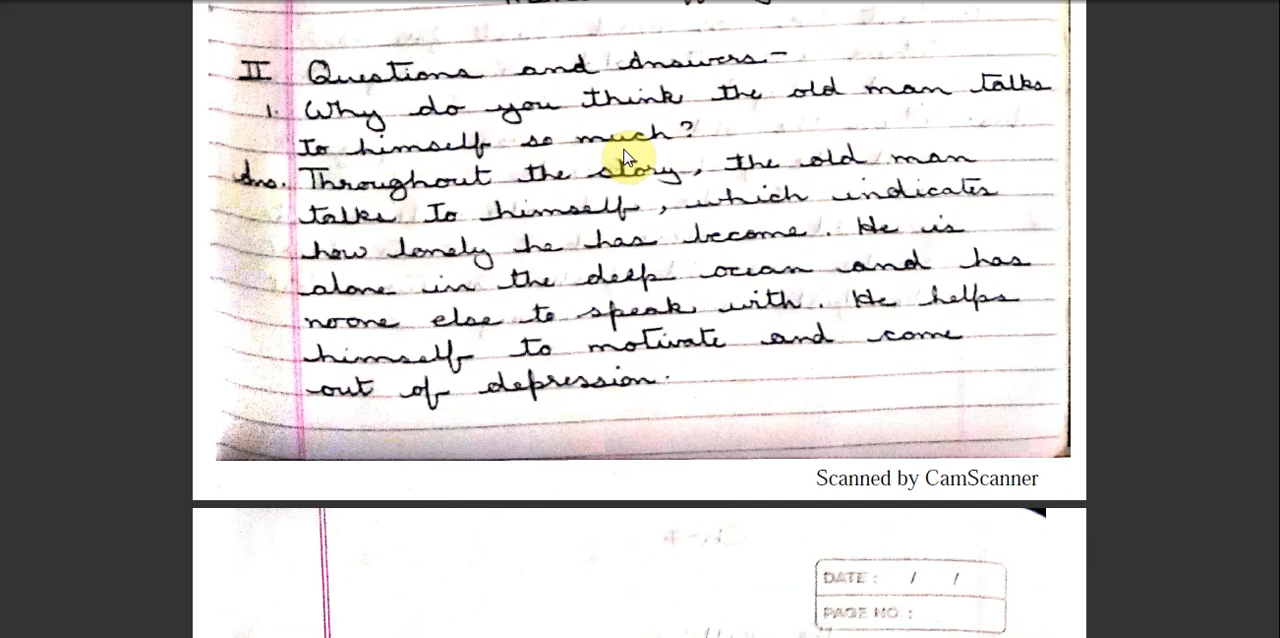 II Questions and Answers-
1. Why do you think the old man talks
to himself so much?
Ans. Throughout the story, the old man
talks to himself, which indicates
how lonely he has become. He is
alone in the deep ocean and has
noone else to speak with. He helps
himself to motivate and come
out of depression.
Scanned by CamScanner
DATE : / /
PAGE NO. :